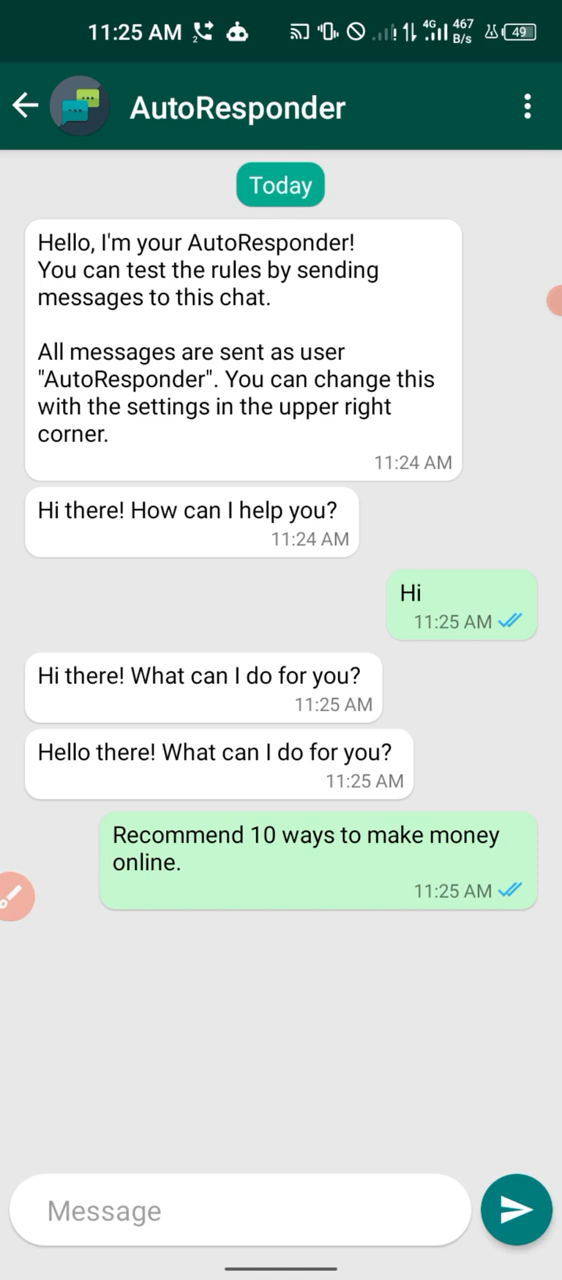 11:25 AM 2 4G 467 B/s 49
AutoResponder
Today
Hello, I'm your AutoResponder!
You can test the rules by sending
messages to this chat.
All messages are sent as user
"AutoResponder". You can change this
with the settings in the upper right
corner.
11:24 AM
Hi there! How can I help you?
11:24 AM
Hi
11:25 AM
Hi there! What can I do for you?
11:25 AM
Hello there! What can I do for you?
11:25 AM
Recommend 10 ways to make money
online.
11:25 AM
Message